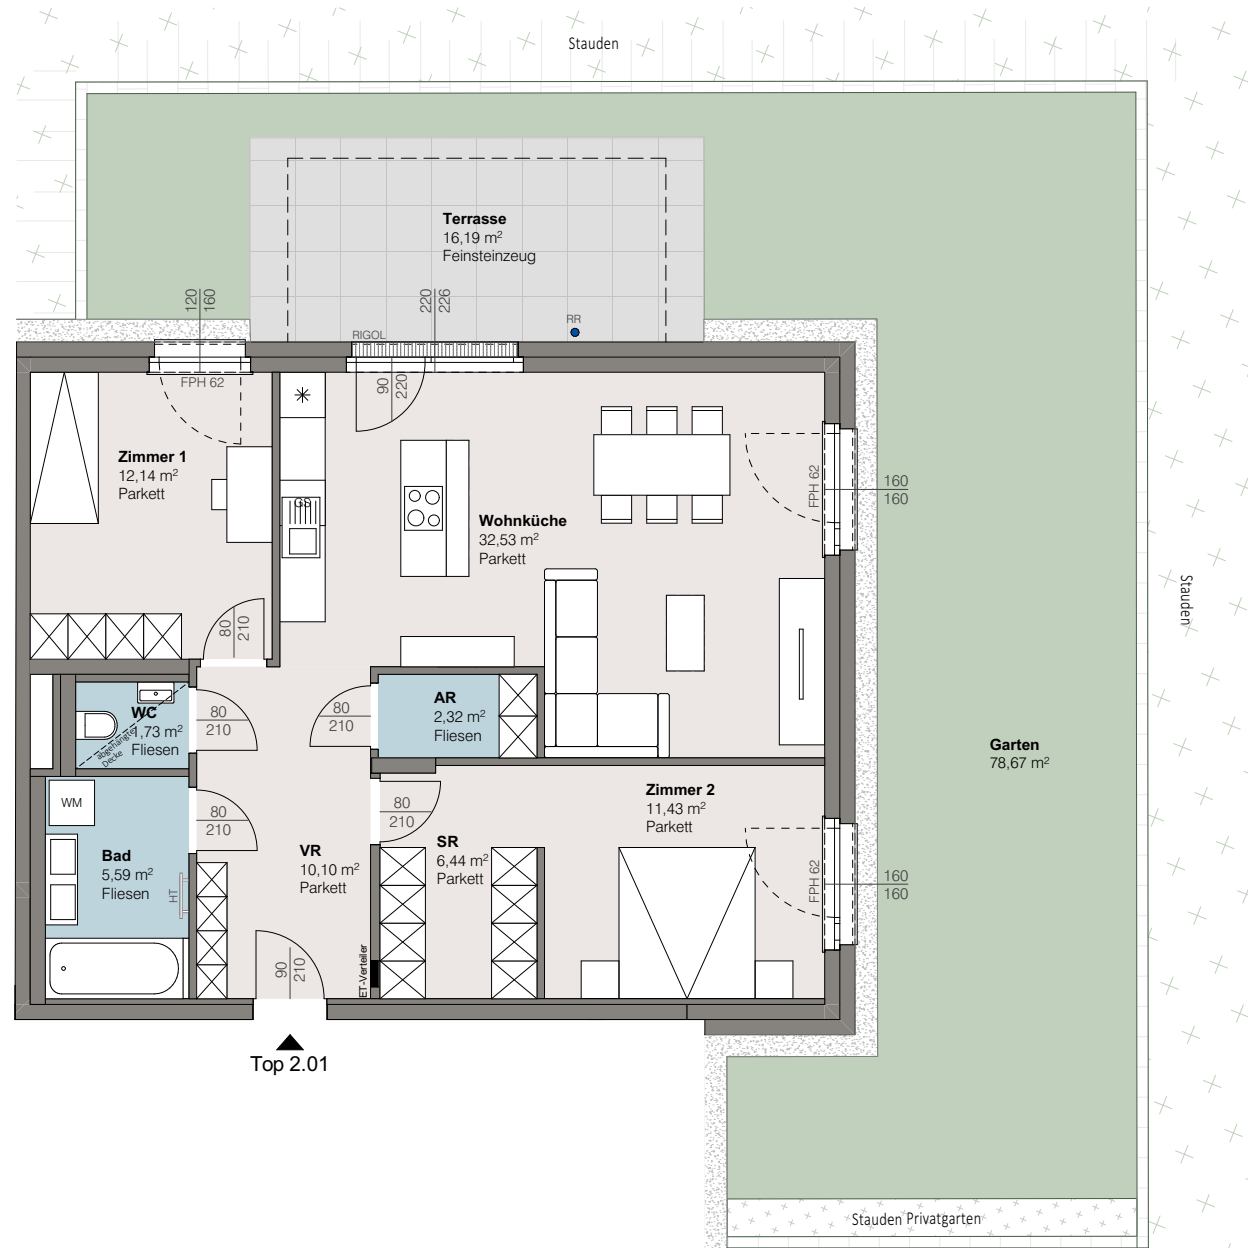 Stauden
Terrasse
16,19 m²
Feinsteinzeug
120
160
220
226
RR
RIGOL
FPH 62
90
220
Zimmer 1
12,14 m²
Parkett
GS
Wohnküche
32,53 m²
Parkett
FPH 62
160
160
Stauden
80
210
WC
1,73 m²
Fliesen
abgehängte
Decke
80
210
80
210
AR
2,32 m²
Fliesen
Garten
78,67 m²
WM
80
210
80
210
Zimmer 2
11,43 m²
Parkett
Bad
5,59 m²
Fliesen
HT
VR
10,10 m²
Parkett
SR
6,44 m²
Parkett
FPH 62
160
160
90
210
ET-Verteiler
Top 2.01
Stauden Privatgarten